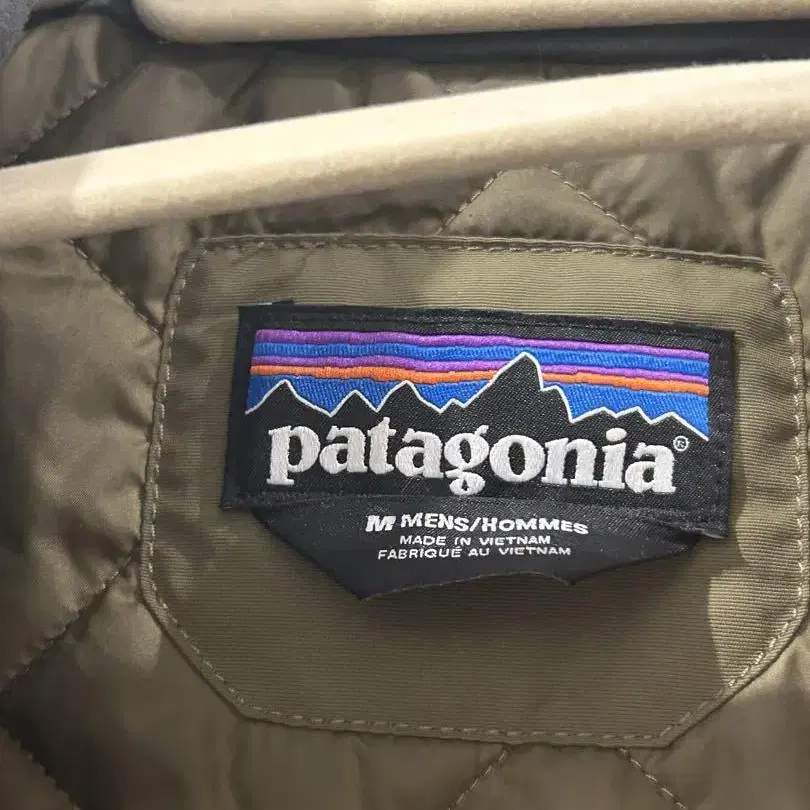 patagonia®
M MENS/HOMMES
MADE IN VIETNAM
FABRIQUÉ AU VIETNAM